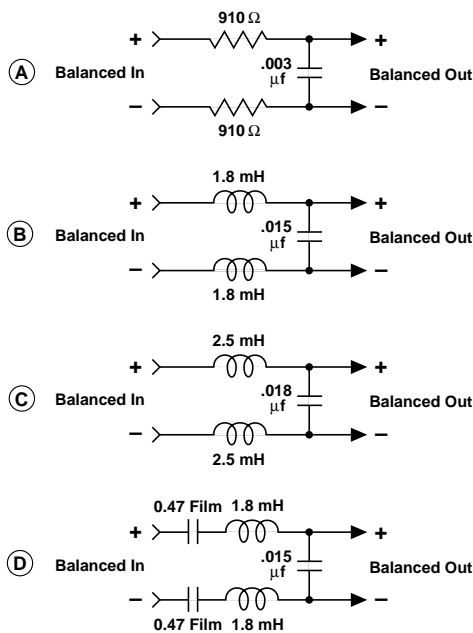 910 Ω
+ +
.003
A Balanced In μf Balanced Out
− −
910 Ω
1.8 mH
+ +
.015
B Balanced In μf Balanced Out
− −
1.8 mH
2.5 mH
+ +
.018
C Balanced In μf Balanced Out
− −
2.5 mH
0.47 Film 1.8 mH
+ +
.015
D Balanced In μf Balanced Out
− −
0.47 Film 1.8 mH